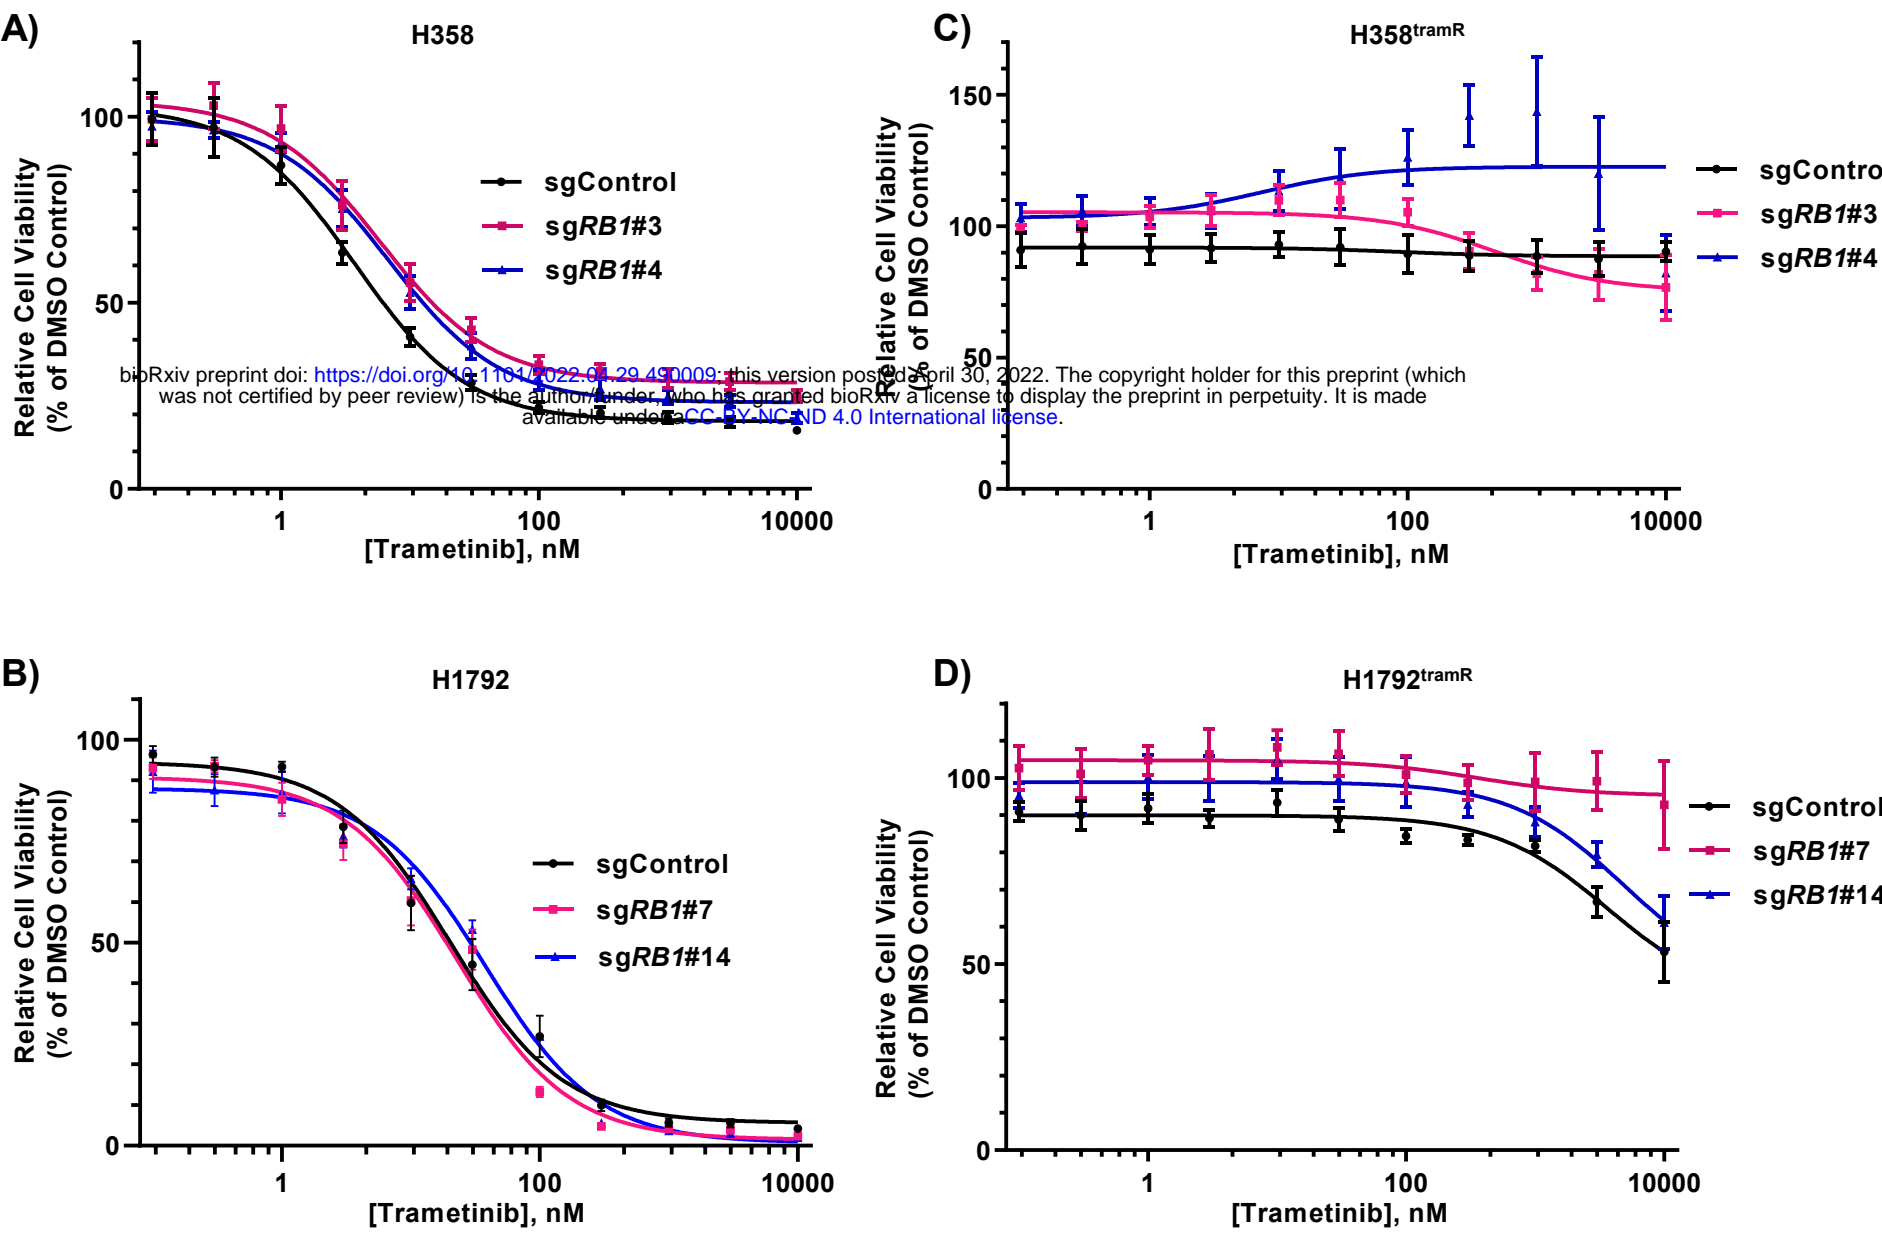 A)
H358
100
50
0
Relative Cell Viability
(% of DMSO Control)
sgControl
sgRB1#3
sgRB1#4
1
100
10000
[Trametinib], nM
C)
H358tramR
150
100
50
0
Relative Cell Viability
(% of DMSO Control)
sgContro
sgRB1#3
sgRB1#4
1
100
10000
[Trametinib], nM
bioRxiv preprint doi: https://doi.org/10.1101/2022.04.29.490009; this version posted April 30, 2022. The copyright holder for this preprint (which
was not certified by peer review) is the author/funder, who has granted bioRxiv a license to display the preprint in perpetuity. It is made
available under aCC-BY-NC-ND 4.0 International license.
B)
H1792
100
50
0
Relative Cell Viability
(% of DMSO Control)
sgControl
sgRB1#7
sgRB1#14
1
100
10000
[Trametinib], nM
D)
H1792tramR
100
50
0
Relative Cell Viability
(% of DMSO Control)
sgControl
sgRB1#7
sgRB1#14
1
100
10000
[Trametinib], nM